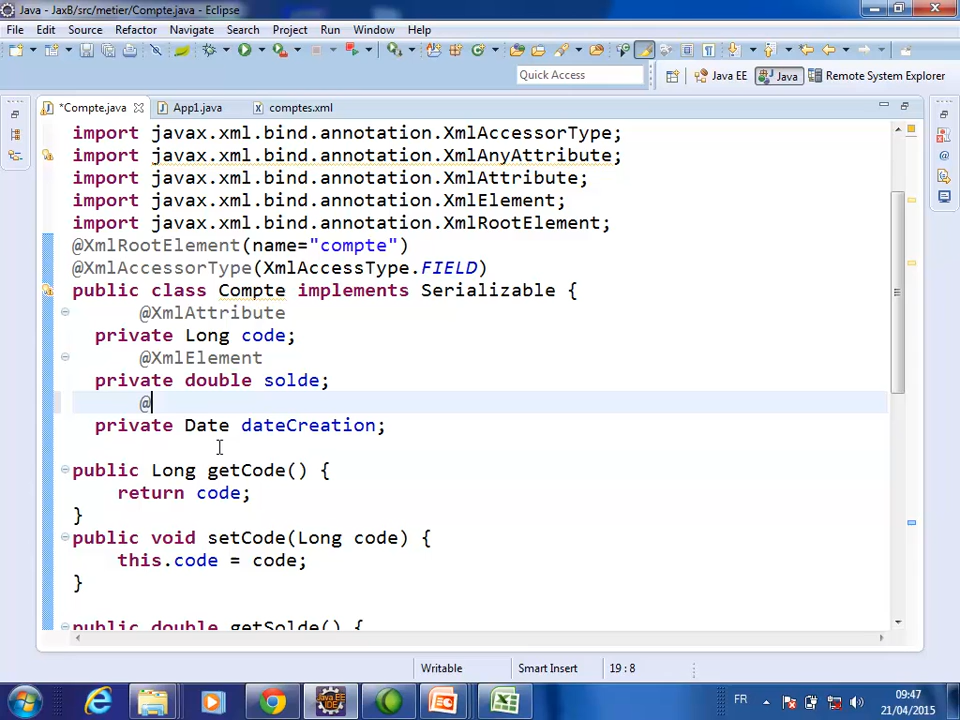 Java - JaxB/src/metier/Compte.java - Eclipse
File Edit Source Refactor Navigate Search Project Run Window Help
Quick Access
Java EE Java Remote System Explorer
*Compte.java App1.java comptes.xml
import javax.xml.bind.annotation.XmlAccessorType;
import javax.xml.bind.annotation.XmlAnyAttribute;
import javax.xml.bind.annotation.XmlAttribute;
import javax.xml.bind.annotation.XmlElement;
import javax.xml.bind.annotation.XmlRootElement;
@XmlRootElement(name="compte")
@XmlAccessorType(XmlAccessType.FIELD)
public class Compte implements Serializable {
@XmlAttribute
private Long code;
@XmlElement
private double solde;
@
private Date dateCreation;
public Long getCode() {
return code;
}
public void setCode(Long code) {
this.code = code;
}
public double getSolde() {
Writable Smart Insert 19 : 8
FR 09:47
21/04/2015